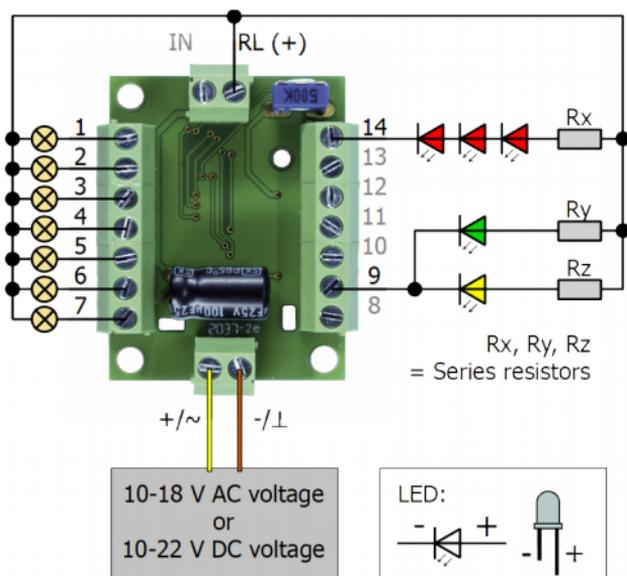 IN RL (+)
500K
1
2
3
4
5
6
7
14
13
12
11
10
9
8
Rx
Ry
Rz
Rx, Ry, Rz
= Series resistors
+/~ -/⊥
10-18 V AC voltage
or
10-22 V DC voltage
LED:
- +
- +